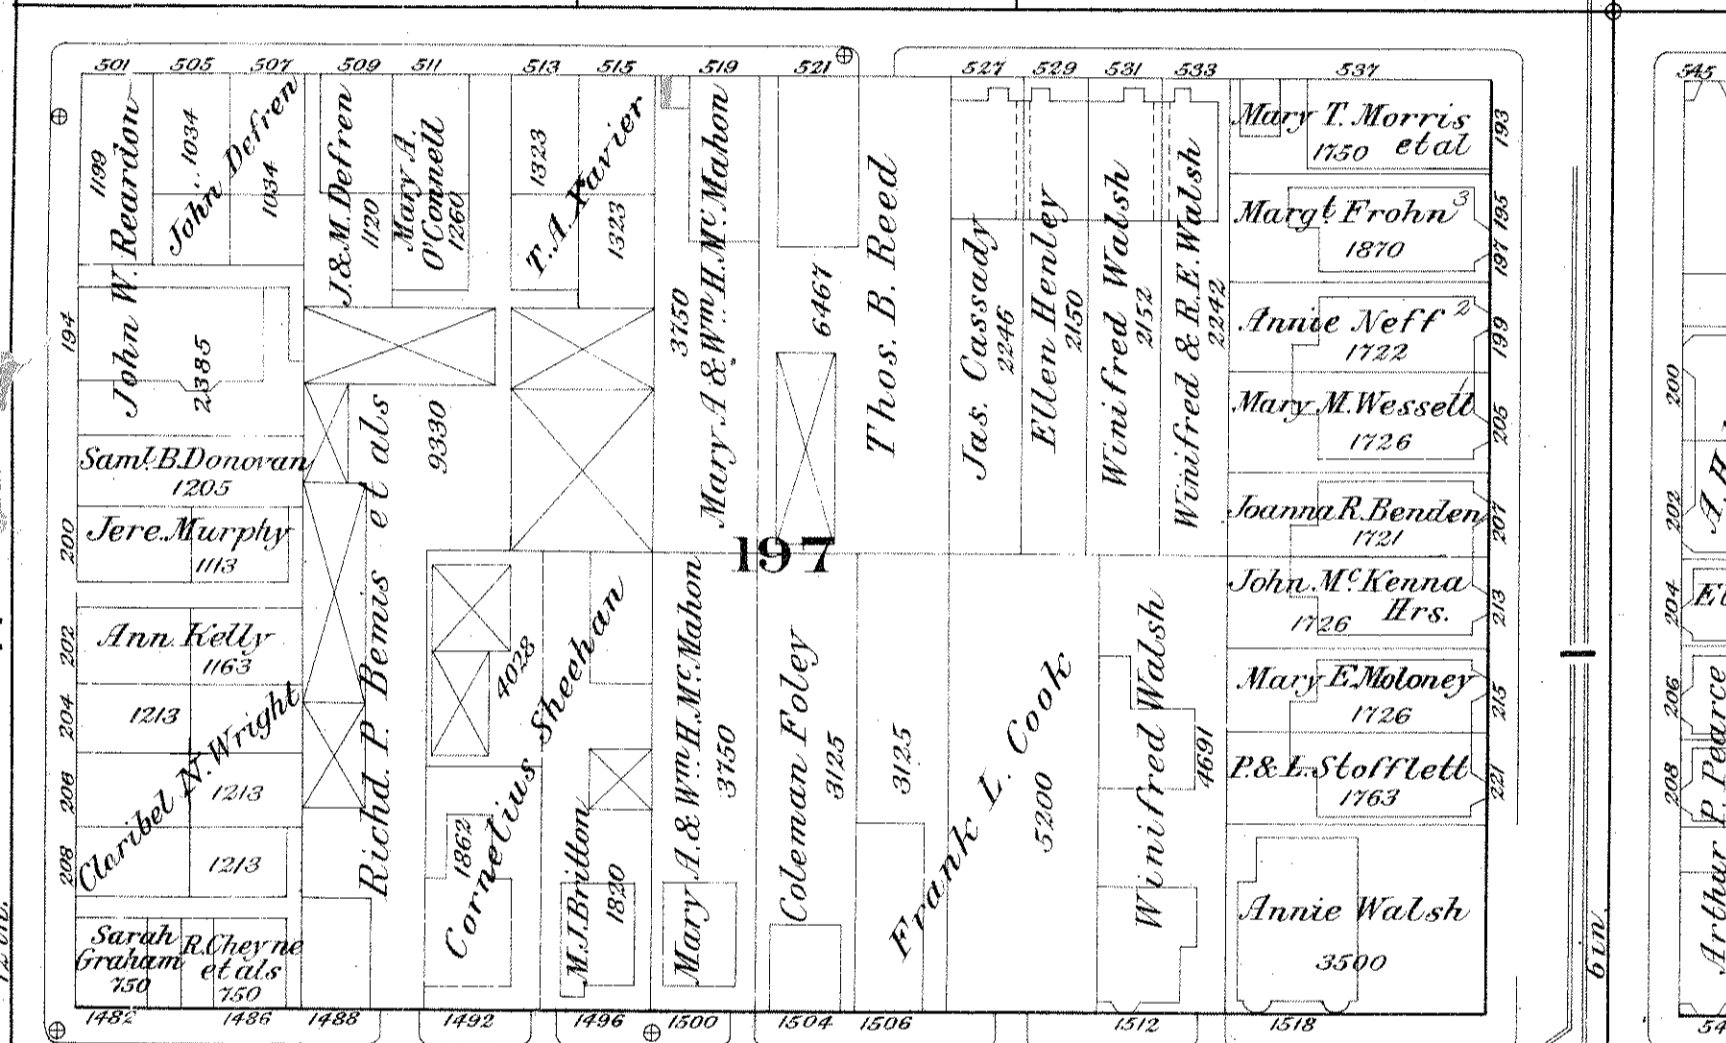 501
505
507
509
511
513
515
519
521
527
529
531
533
537
545
1199
John W. Reardon
1034
1034
John Defren
J. & M. Defren
1120
Mary A.
O'Connell
1260
1323
1323
T. A. Xavier
3750
Mary A. & Wm. H. McMahon
6467
Thos. B. Reed
Jas. Cassady
2246
Ellen Henley
2150
Winifred Walsh
2152
Winifred & R. E. Walsh
2242
Mary T. Morris
et al
1750
193
Margt. Frohn 3
1870
195
197
Annie Neff 2
1722
199
Mary M. Wessell
1726
205
Joanna R. Benden
1721
207
John McKenna
Hrs.
1726
213
Mary E. Moloney
1726
215
P. & L. Stofflett
1763
221
Annie Walsh
3500
194
2385
Saml. B. Donovan
1205
Jere. Murphy
1113
200
Ann Kelly
1163
202
1213
204
Claribel N. Wright
1213
206
1213
208
Sarah
Graham
750
R. Cheyne
et als
750
Richd. P. Bemis et als
9330
197
4028
Cornelius Sheehan
1862
M. J. Britton
1820
Mary A. & Wm. H. McMahon
3750
Coleman Foley
3125
3125
Frank L. Cook
5200
Winifred Walsh
4691
1482
1486
1488
1492
1496
1500
1504
1506
1512
1518
6 in.
200
202
204
206
208
Arthur P. Pearce
54